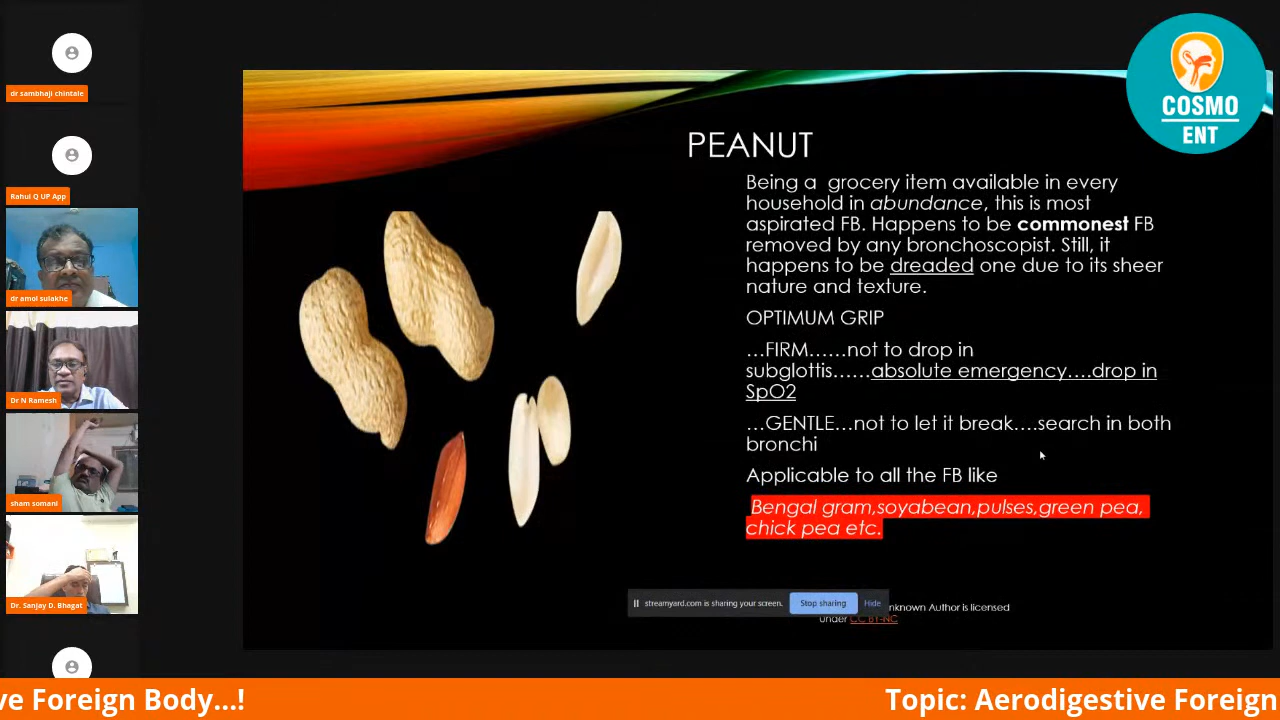 dr sambhaji chintale
Rahul Q UP App
dr amol sulakhe
Dr N Ramesh
sham somani
Dr. Sanjay D. Bhagat
COSMO
ENT
PEANUT
Being a grocery item available in every
household in abundance, this is most
aspirated FB. Happens to be commonest FB
removed by any bronchoscopist. Still, it
happens to be dreaded one due to its sheer
nature and texture.
OPTIMUM GRIP
...FIRM......not to drop in
subglottis......absolute emergency....drop in
SpO2
...GENTLE...not to let it break....search in both
bronchi
Applicable to all the FB like
Bengal gram,soyabean,pulses,green pea,
chick pea etc.
streamyard.com is sharing your screen. Stop sharing Hide
nknown Author is licensed
under CC BY-NC
ve Foreign Body...! Topic: Aerodigestive Foreign